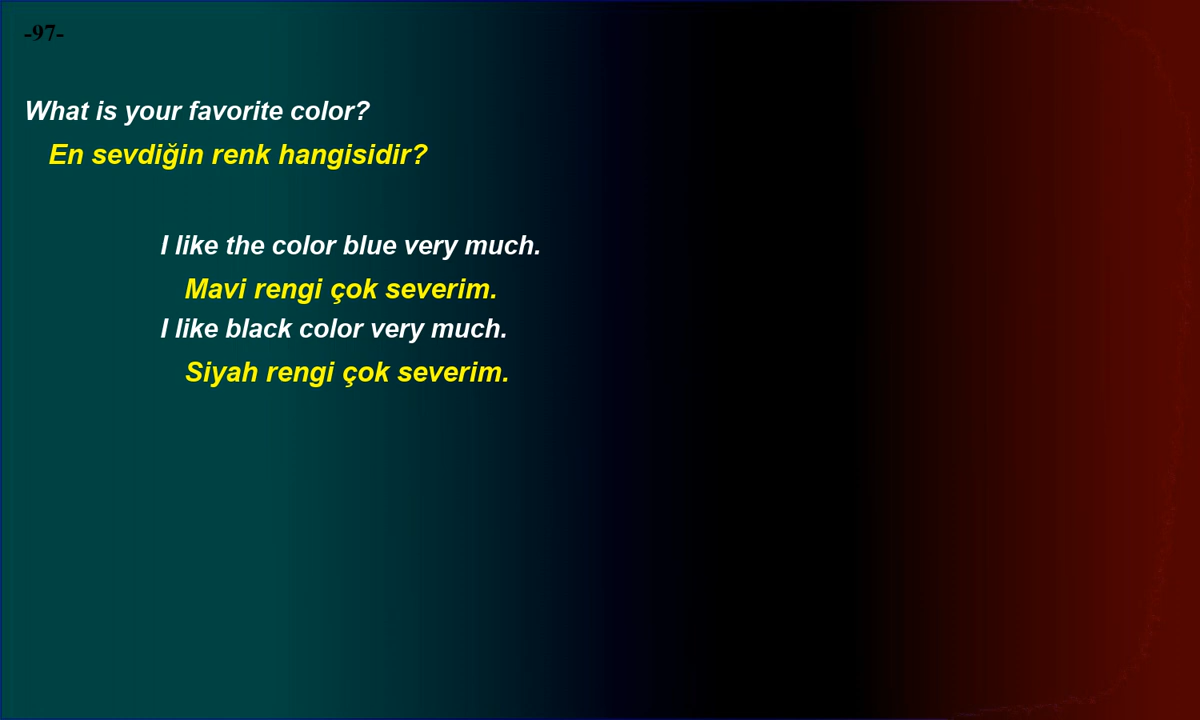 -97-
What is your favorite color?
En sevdiğin renk hangisidir?
I like the color blue very much.
Mavi rengi çok severim.
I like black color very much.
Siyah rengi çok severim.